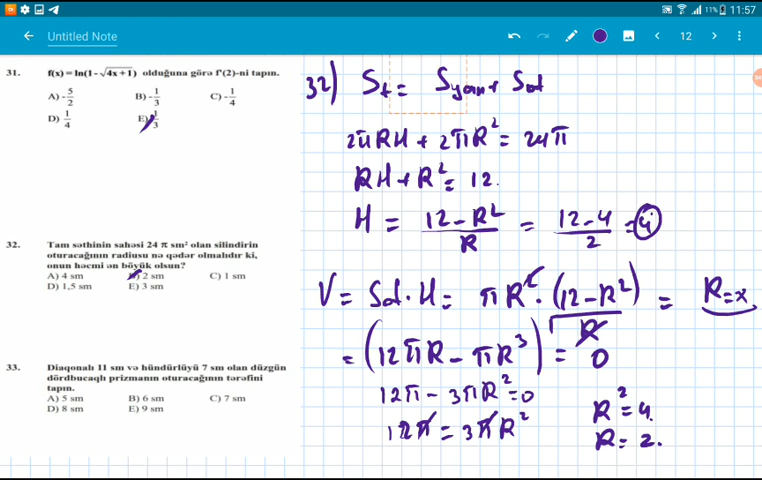 11% 11:57
Untitled Note
12
31. f(x) = ln(1-√4x+1) olduğuna görə f'(2)-ni tapın.
A) -5/2 B) -1/3 C) -1/4
D) 1/4 E) 1/3
32. Tam səthinin sahəsi 24 π sm² olan silindirin
oturacağının radiusu nə qədər olmalıdır ki,
onun həcmi ən böyük olsun?
A) 4 sm B) 2 sm C) 1 sm
D) 1,5 sm E) 3 sm
33. Diaqonalı 11 sm və hündürlüyü 7 sm olan düzgün
dördbucaqlı prizmanın oturacağının tərəfini
tapın.
A) 5 sm B) 6 sm C) 7 sm
D) 8 sm E) 9 sm
32) St = Syan + Sot
2πRH + 2πR² = 24π
RH + R² = 12.
H = 12-R²/R = 12-4/2 = 4
V = Sot · H = πR² · (12-R²)/R = R=x
= (12πR - πR³) = 0
12π - 3πR² = 0
12π = 3πR²
R² = 4.
R = 2.